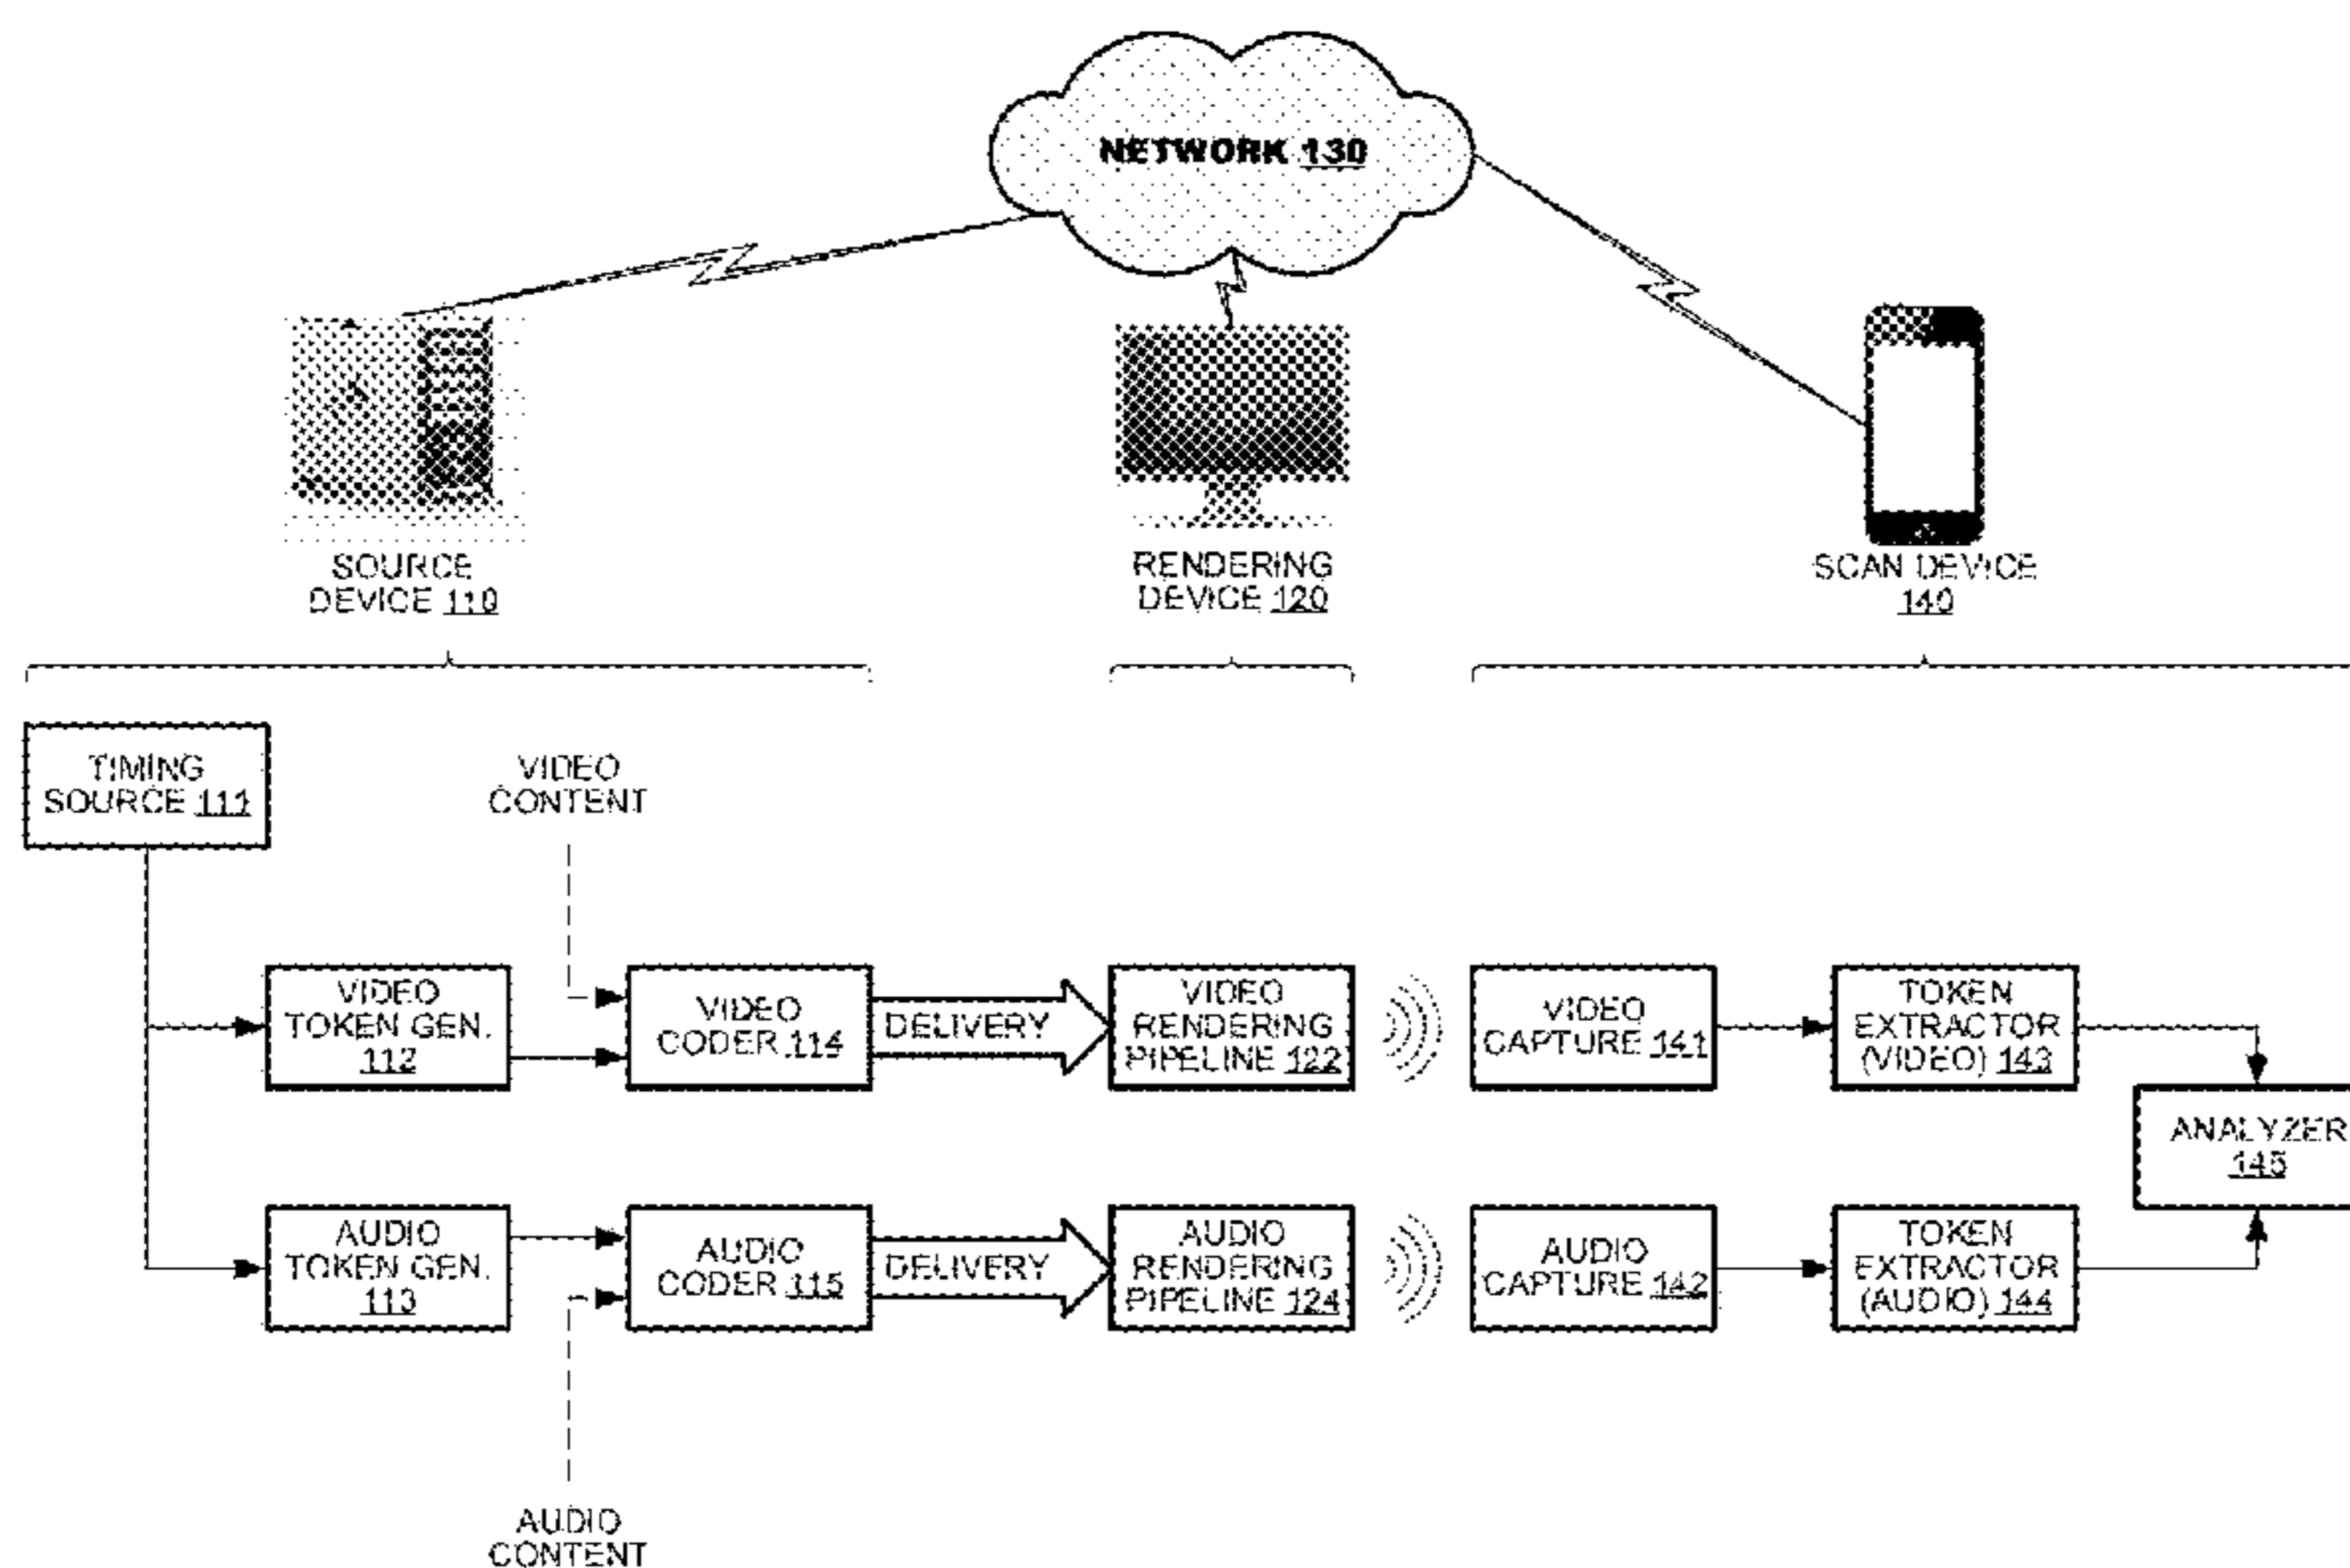 NETWORK 130
SOURCE
DEVICE 110
RENDERING
DEVICE 120
SCAN DEVICE
140
TIMING
SOURCE 111
VIDEO
CONTENT
VIDEO
TOKEN GEN.
112
VIDEO
CODER 114
DELIVERY
VIDEO
RENDERING
PIPELINE 122
VIDEO
CAPTURE 141
TOKEN
EXTRACTOR
(VIDEO) 143
ANALYZER
145
AUDIO
TOKEN GEN.
113
AUDIO
CODER 115
DELIVERY
AUDIO
RENDERING
PIPELINE 124
AUDIO
CAPTURE 142
TOKEN
EXTRACTOR
(AUDIO) 144
AUDIO
CONTENT